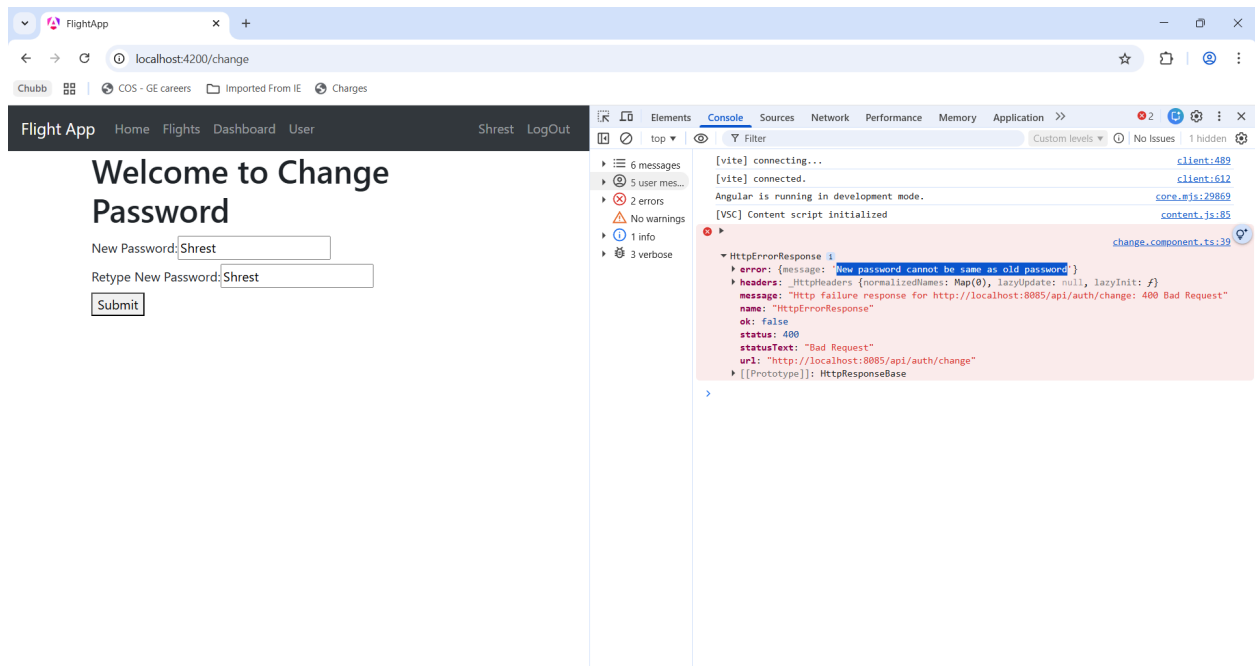 FlightApp
localhost:4200/change
Chubb COS - GE careers Imported From IE Charges
Flight App Home Flights Dashboard User Shrest LogOut
Welcome to Change
Password
New Password: Shrest
Retype New Password: Shrest
Submit
Elements Console Sources Network Performance Memory Application 2
top Filter Custom levels No Issues 1 hidden
6 messages
5 user mes...
2 errors
No warnings
1 info
3 verbose
[vite] connecting... client:489
[vite] connected. client:612
Angular is running in development mode. core.mjs:29869
[VSC] Content script initialized content.js:85
change.component.ts:39
HttpErrorResponse i
error: {message: 'New password cannot be same as old password'}
headers: _HttpHeaders {normalizedNames: Map(0), lazyUpdate: null, lazyInit: ƒ}
message: "Http failure response for http://localhost:8085/api/auth/change: 400 Bad Request"
name: "HttpErrorResponse"
ok: false
status: 400
statusText: "Bad Request"
url: "http://localhost:8085/api/auth/change"
[[Prototype]]: HttpResponseBase